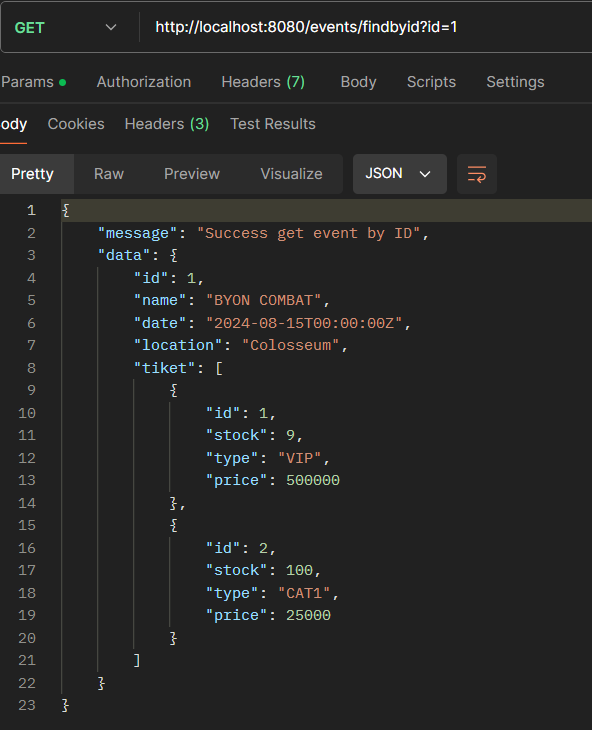 GET http://localhost:8080/events/findbyid?id=1
Params Authorization Headers (7) Body Scripts Settings
ody Cookies Headers (3) Test Results
Pretty Raw Preview Visualize JSON
1 {
2 "message": "Success get event by ID",
3 "data": {
4 "id": 1,
5 "name": "BYON COMBAT",
6 "date": "2024-08-15T00:00:00Z",
7 "location": "Colosseum",
8 "tiket": [
9 {
10 "id": 1,
11 "stock": 9,
12 "type": "VIP",
13 "price": 500000
14 },
15 {
16 "id": 2,
17 "stock": 100,
18 "type": "CAT1",
19 "price": 25000
20 }
21 ]
22 }
23 }